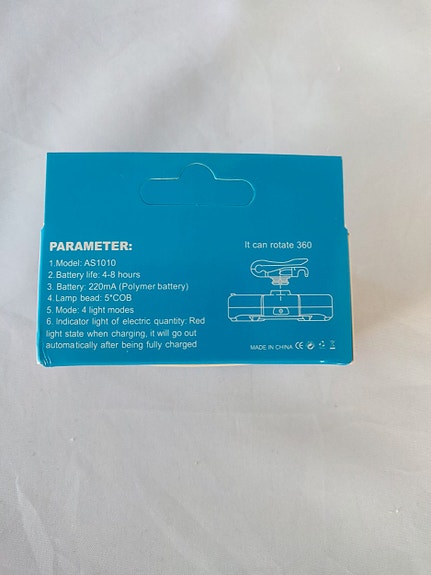 PARAMETER:
1.Model: AS1010
2.Battery life: 4-8 hours
3. Battery: 220mA (Polymer battery)
4.Lamp bead: 5*COB
5. Mode: 4 light modes
6. Indicator light of electric quantity: Red
light state when charging, it will go out
automatically after being fully charged
It can rotate 360
MADE IN CHINA CE